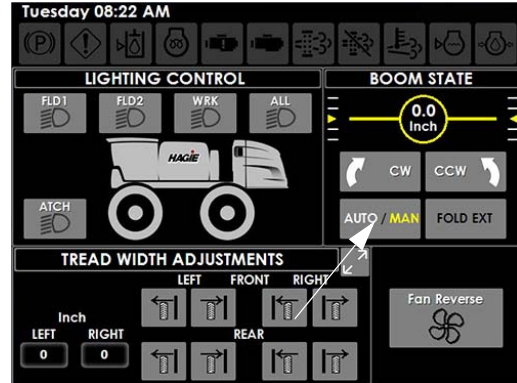 Tuesday 08:22 AM
(P)
LIGHTING CONTROL
BOOM STATE
FLD1 FLD2 WRK ALL
0.0
Inch
HAGIE
CW CCW
ATCH
AUTO / MAN FOLD EXT
TREAD WIDTH ADJUSTMENTS
LEFT FRONT RIGHT
Fan Reverse
Inch
LEFT RIGHT
REAR
0 0